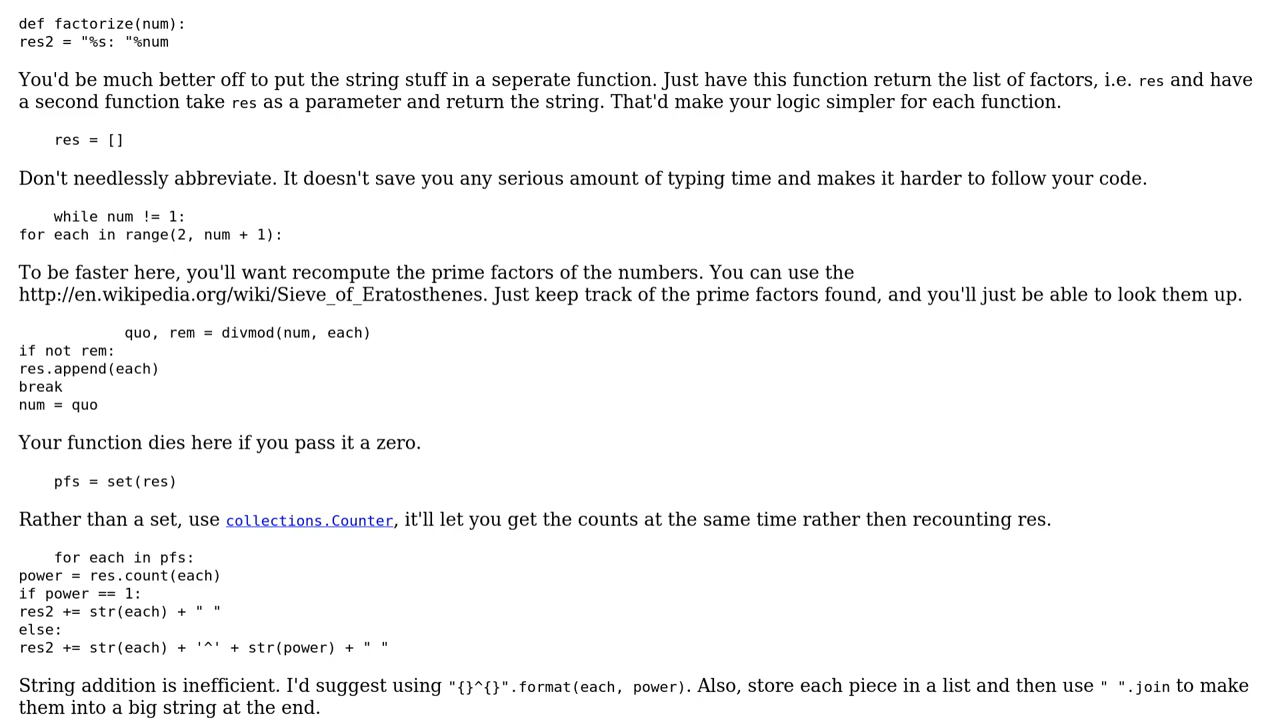 def factorize(num):
res2 = "%s: "%num
You'd be much better off to put the string stuff in a seperate function. Just have this function return the list of factors, i.e. res and have
a second function take res as a parameter and return the string. That'd make your logic simpler for each function.
    res = []
Don't needlessly abbreviate. It doesn't save you any serious amount of typing time and makes it harder to follow your code.
    while num != 1:
for each in range(2, num + 1):
To be faster here, you'll want recompute the prime factors of the numbers. You can use the
http://en.wikipedia.org/wiki/Sieve_of_Eratosthenes. Just keep track of the prime factors found, and you'll just be able to look them up.
            quo, rem = divmod(num, each)
if not rem:
res.append(each)
break
num = quo
Your function dies here if you pass it a zero.
    pfs = set(res)
Rather than a set, use collections.Counter, it'll let you get the counts at the same time rather then recounting res.
    for each in pfs:
power = res.count(each)
if power == 1:
res2 += str(each) + " "
else:
res2 += str(each) + '^' + str(power) + " "
String addition is inefficient. I'd suggest using "{}^{}".format(each, power). Also, store each piece in a list and then use " ".join to make
them into a big string at the end.